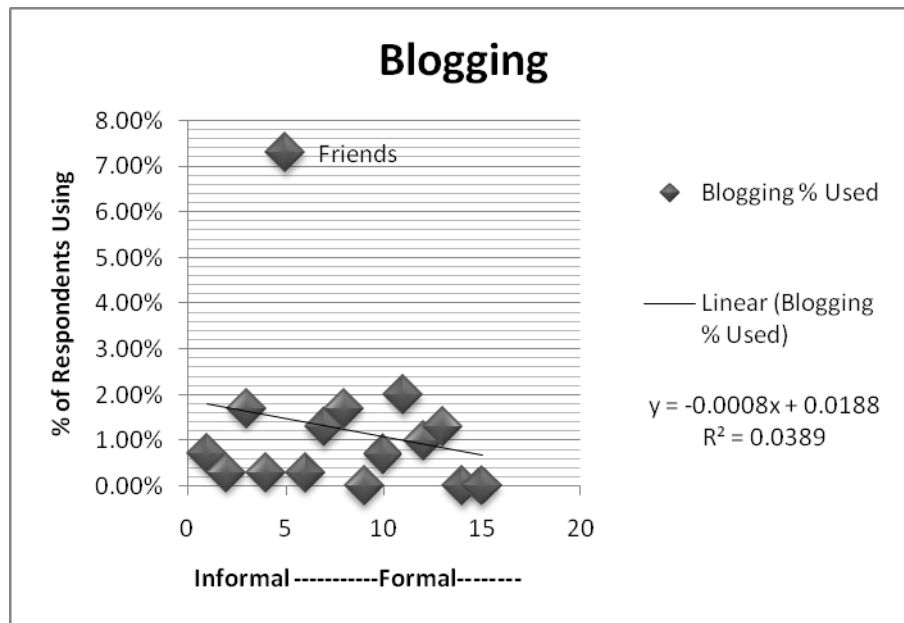 Blogging
8.00%
7.00%
6.00%
5.00%
4.00%
3.00%
2.00%
1.00%
0.00%
% of Respondents Using
Friends
0 5 10 15 20
Informal -----------Formal--------
Blogging % Used
Linear (Blogging
% Used)
y = -0.0008x + 0.0188
R² = 0.0389